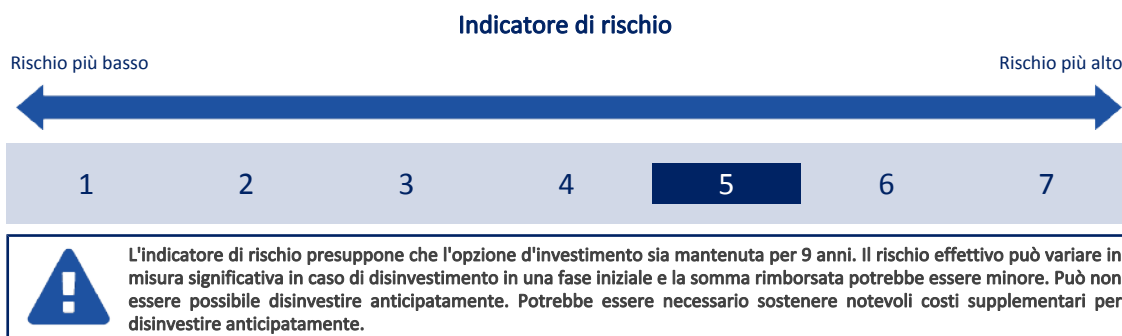 Indicatore di rischio
Rischio più basso Rischio più alto
1 2 3 4 5 6 7
L'indicatore di rischio presuppone che l'opzione d'investimento sia mantenuta per 9 anni. Il rischio effettivo può variare in
misura significativa in caso di disinvestimento in una fase iniziale e la somma rimborsata potrebbe essere minore. Può non
essere possibile disinvestire anticipatamente. Potrebbe essere necessario sostenere notevoli costi supplementari per
disinvestire anticipatamente.